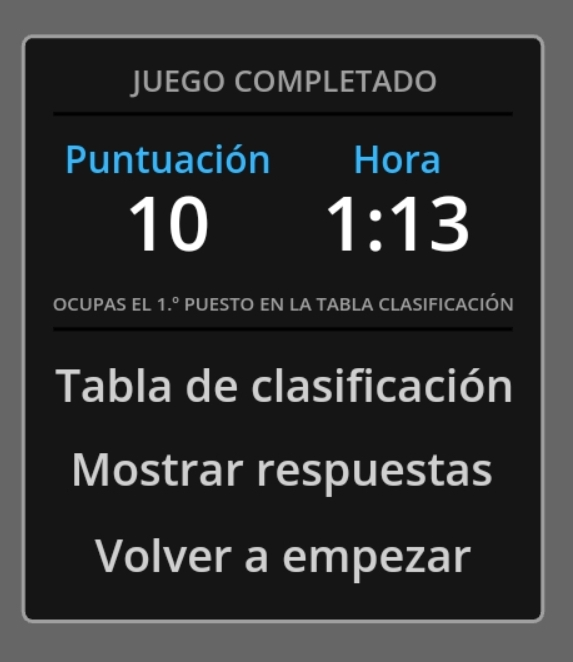 JUEGO COMPLETADO
Puntuación Hora
10 1:13
OCUPAS EL 1.º PUESTO EN LA TABLA CLASIFICACIÓN
Tabla de clasificación
Mostrar respuestas
Volver a empezar